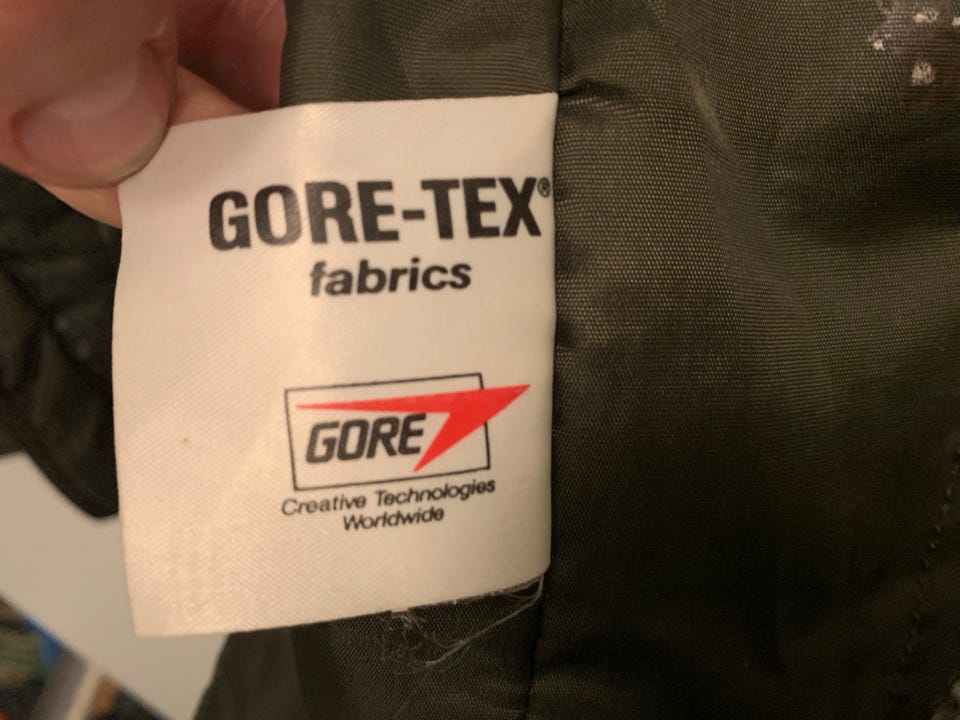 GORE-TEX®
fabrics
GORE
Creative Technologies
Worldwide